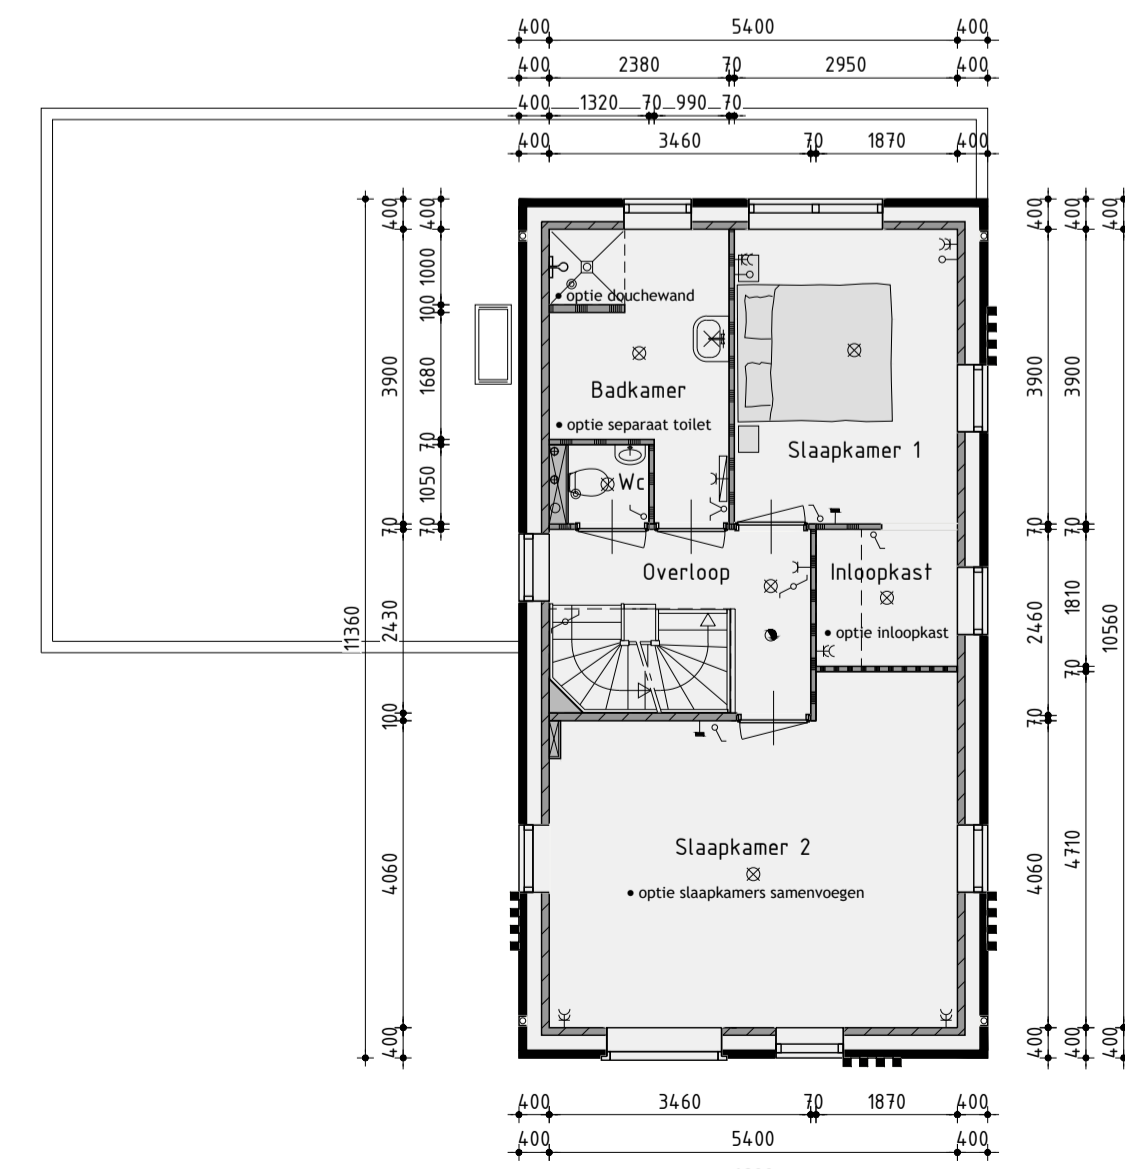 400 5400 400
400 2380 70 2950 400
400 1320 70 990 70
400 3460 70 1870 400
400 400 400 400 400
1000
100
3900 1680 3900 3900
70
1050
70 70 70 70
11360 2430 2460 1810 10560
70
100 70
4060 4060 4710
400 400 400 400
optie douchewand
Badkamer
optie separaat toilet
Slaapkamer 1
Wc
Overloop
Inloopkast
optie inloopkast
Slaapkamer 2
optie slaapkamers samenvoegen
400 3460 70 1870 400
400 5400 400